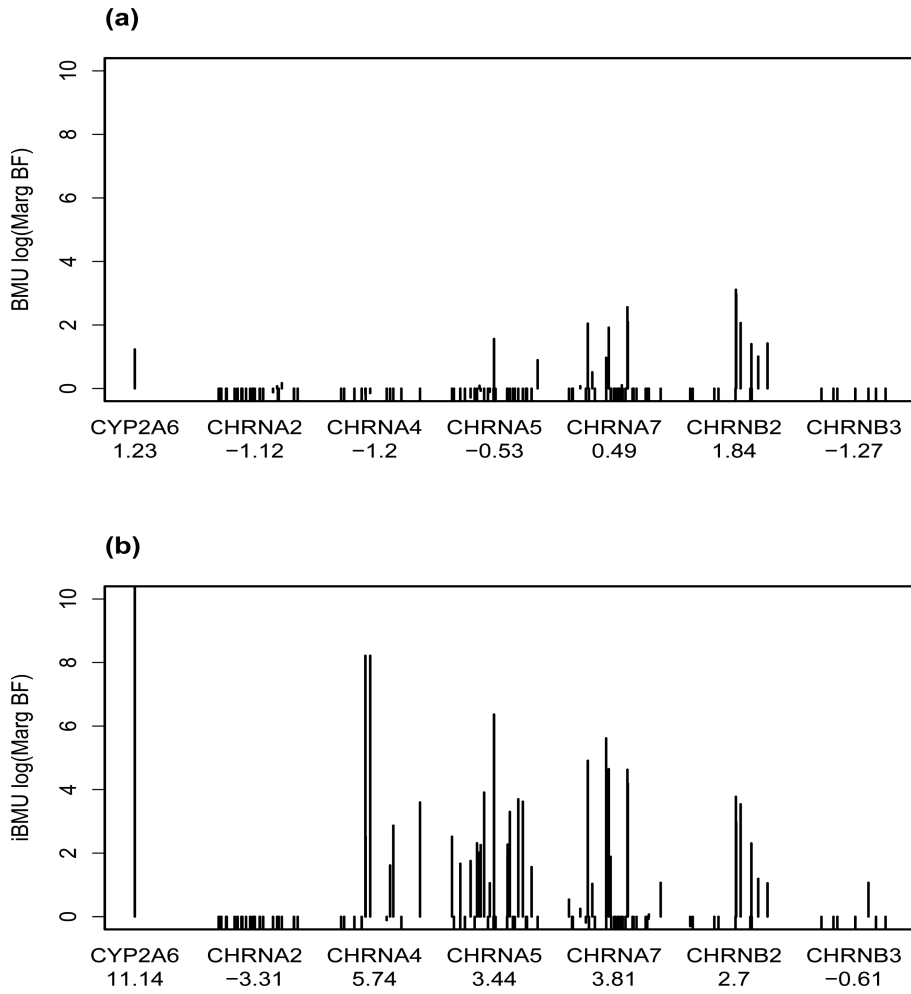 (a)
BMU log(Marg BF)
10
8
6
4
2
0
CYP2A6 CHRNA2 CHRNA4 CHRNA5 CHRNA7 CHRNB2 CHRNB3
1.23 −1.12 −1.2 −0.53 0.49 1.84 −1.27
(b)
iBMU log(Marg BF)
10
8
6
4
2
0
CYP2A6 CHRNA2 CHRNA4 CHRNA5 CHRNA7 CHRNB2 CHRNB3
11.14 −3.31 5.74 3.44 3.81 2.7 −0.61